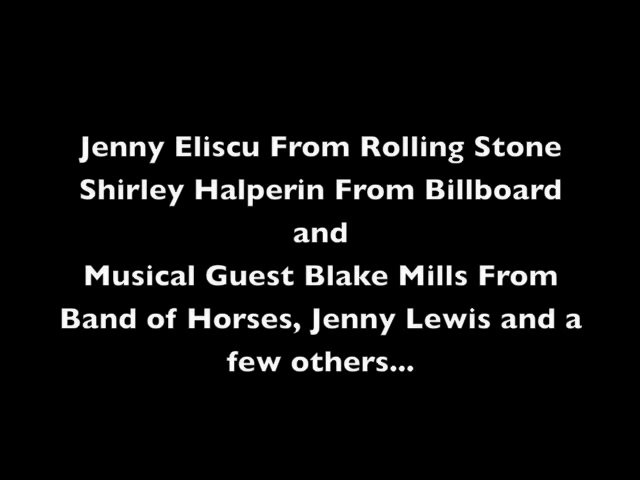 Jenny Eliscu From Rolling Stone
Shirley Halperin From Billboard
and
Musical Guest Blake Mills From
Band of Horses, Jenny Lewis and a
few others...